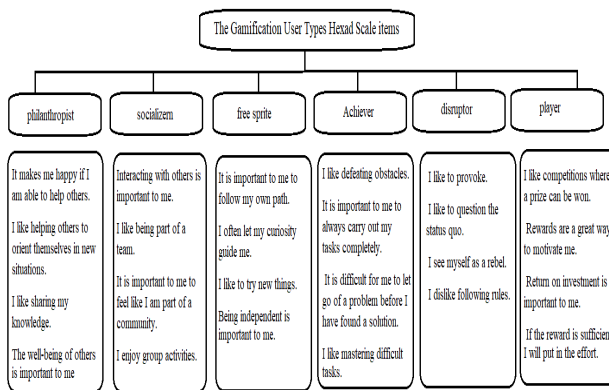 The Gamification User Types Hexad Scale items
philanthropist
socializern
free sprite
Achiever
disruptor
player
It makes me happy if I
am able to help others.
I like helping others to
orient themselves in new
situations.
I like sharing my
knowledge.
The well-being of others
is important to me
Interacting with others is
important to me.
I like being part of a
team.
It is important to me to
feel like I am part of a
community.
I enjoy group activities.
It is important to me to
follow my own path.
I often let my curiosity
guide me.
I like to try new things.
Being independent is
important to me.
I like defeating obstacles.
It is important to me to
always carry out my
tasks completely.
It is difficult for me to let
go of a problem before I
have found a solution.
I like mastering difficult
tasks.
I like to provoke.
I like to question the
status quo.
I see myself as a rebel.
I dislike following rules.
I like competitions where
a prize can be won.
Rewards are a great way
to motivate me.
Return on investment is
important to me.
If the reward is sufficient
I will put in the effort.